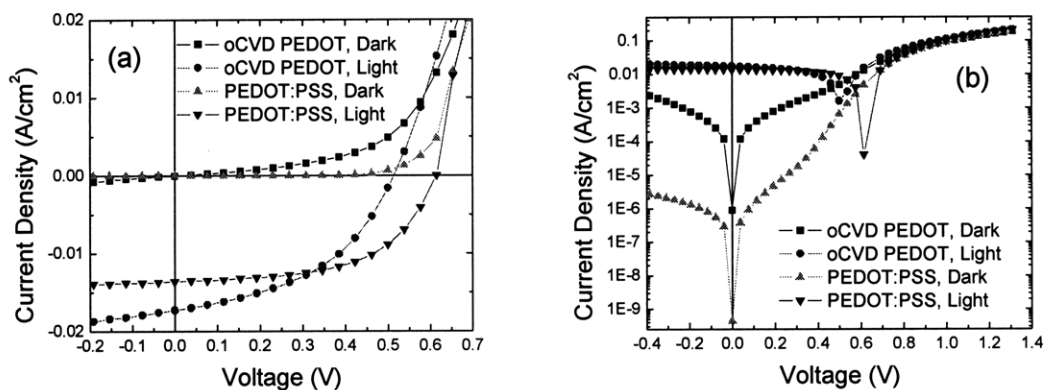 (a)
oCVD PEDOT, Dark
oCVD PEDOT, Light
PEDOT:PSS, Dark
PEDOT:PSS, Light
Current Density (A/cm²)
0.02
0.01
0.00
-0.01
-0.02
-0.2 -0.1 0.0 0.1 0.2 0.3 0.4 0.5 0.6 0.7
Voltage (V)
(b)
Current Density (A/cm²)
0.1
0.01
1E-3
1E-4
1E-5
1E-6
1E-7
1E-8
1E-9
oCVD PEDOT, Dark
oCVD PEDOT, Light
PEDOT:PSS, Dark
PEDOT:PSS, Light
-0.4 -0.2 0.0 0.2 0.4 0.6 0.8 1.0 1.2 1.4
Voltage (V)